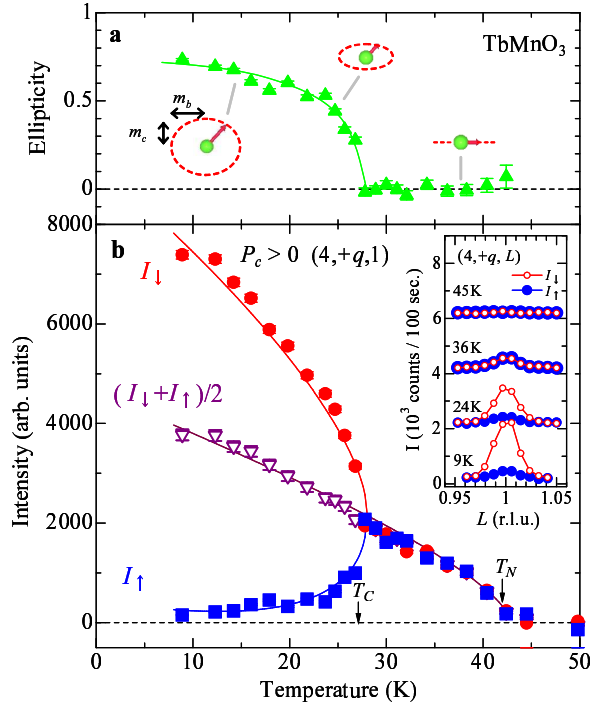 a
TbMnO₃
Ellipticity
1
0.5
0
m_b
m_c
b
P_c > 0 (4,+q,1)
8000
6000
4000
2000
0
Intensity (arb. units)
I↓
(I↓+I↑)/2
I↑
T_C
T_N
(4,+q, L)
I↓
I↑
45K
36K
24K
9K
I (10³ counts / 100 sec.)
8
6
4
2
0
0.95 1 1.05
L (r.l.u.)
0 10 20 30 40 50
Temperature (K)